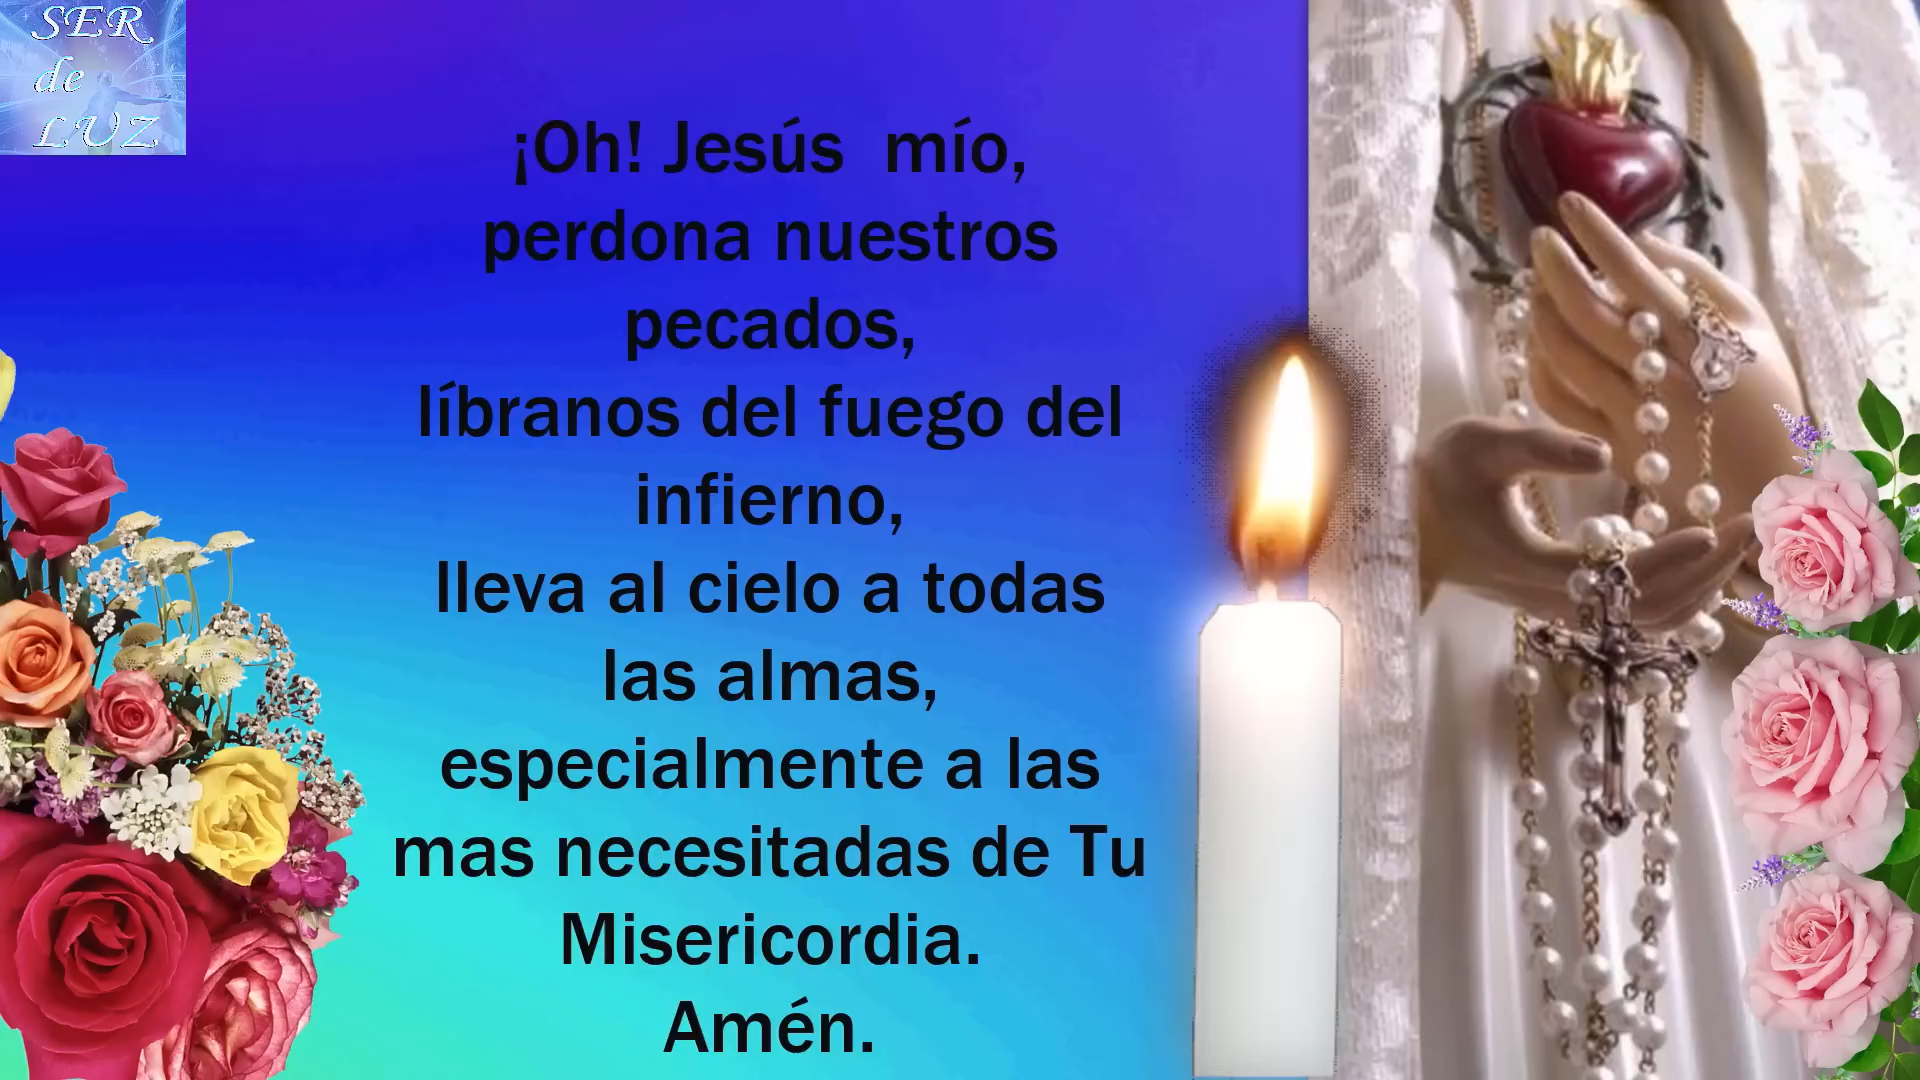 SER
de
LUZ
¡Oh! Jesús  mío,
perdona nuestros
pecados,
líbranos del fuego del
infierno,
lleva al cielo a todas
las almas,
especialmente a las
mas necesitadas de Tu
Misericordia.
Amén.